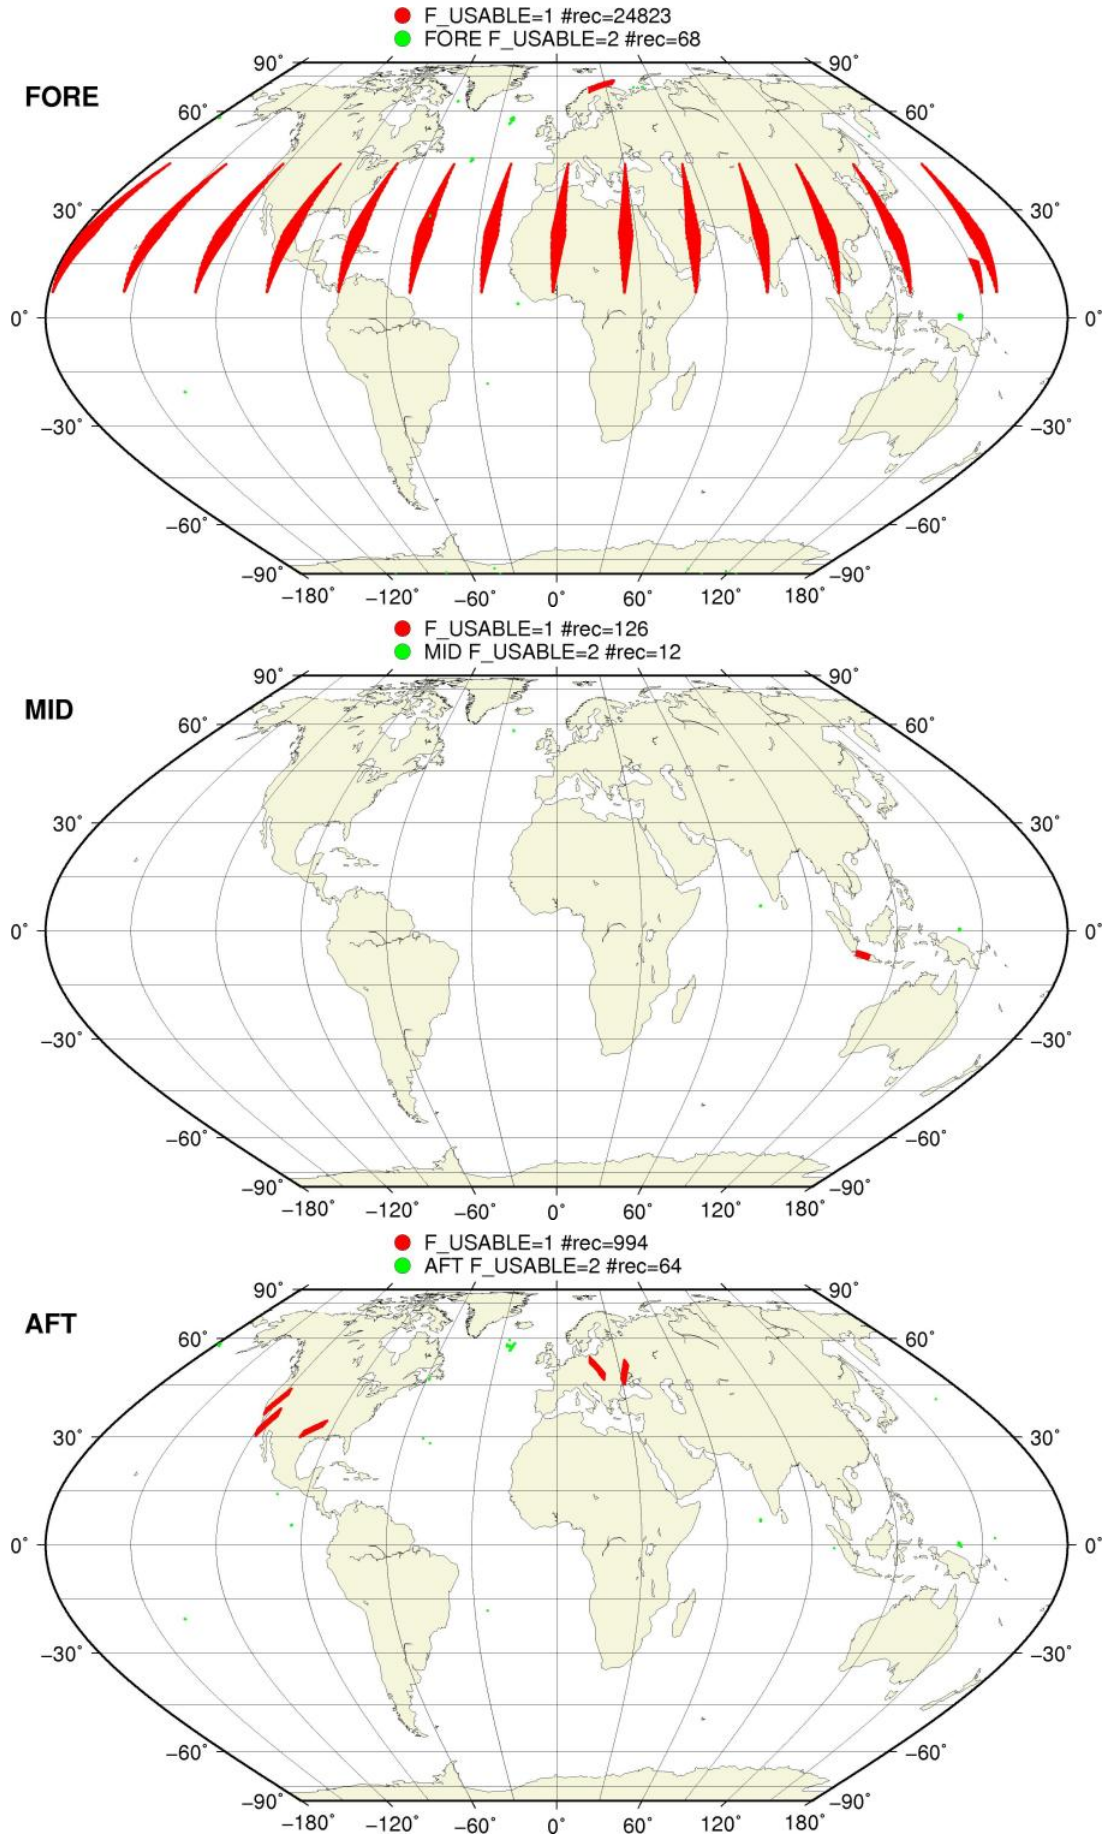 F_USABLE=1 #rec=24823
FORE F_USABLE=2 #rec=68
FORE
90° 90°
60° 60°
30° 30°
0° 0°
−30° −30°
−60° −60°
−90° −90°
−180° −120° −60° 0° 60° 120° 180°
F_USABLE=1 #rec=126
MID F_USABLE=2 #rec=12
MID
90° 90°
60° 60°
30° 30°
0° 0°
−30° −30°
−60° −60°
−90° −90°
−180° −120° −60° 0° 60° 120° 180°
F_USABLE=1 #rec=994
AFT F_USABLE=2 #rec=64
AFT
90° 90°
60° 60°
30° 30°
0° 0°
−30° −30°
−60° −60°
−90° −90°
−180° −120° −60° 0° 60° 120° 180°